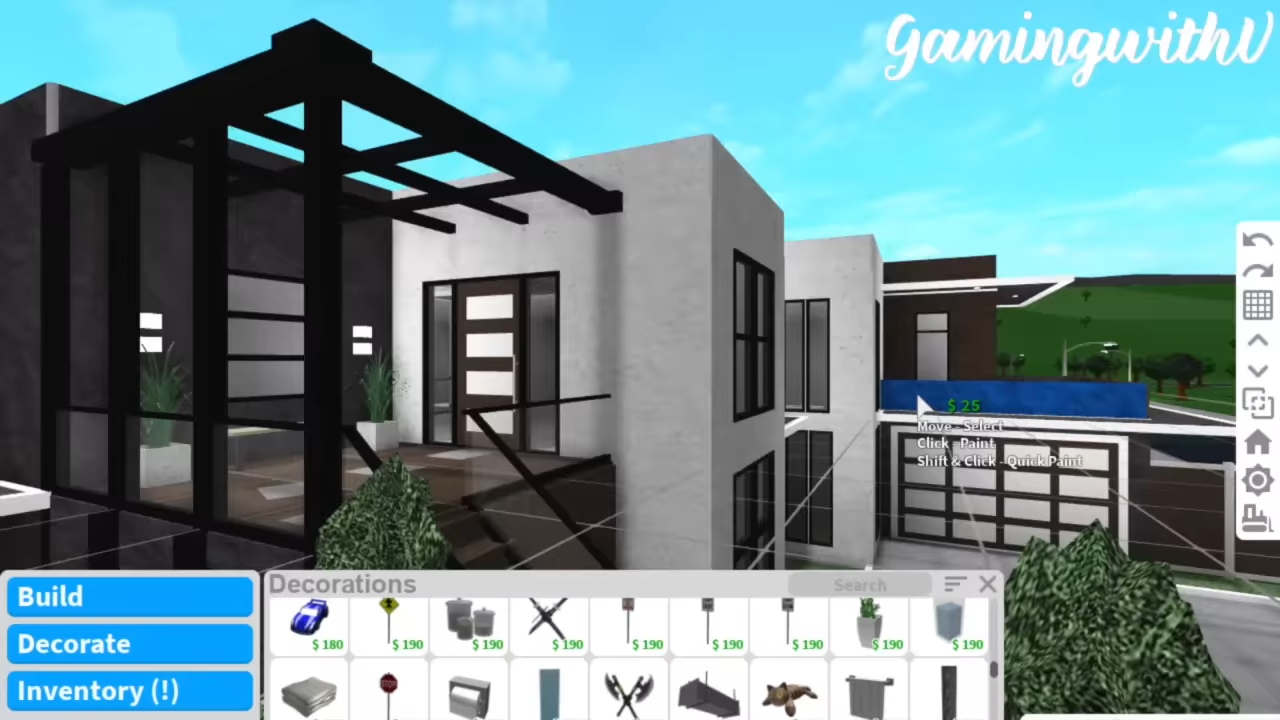 GamingwithV
$ 25
Move - Select
Click - Paint
Shift & Click - Quick Paint
Build
Decorate
Inventory (!)
Decorations
Search
$ 180
$ 190
$ 190
$ 190
$ 190
$ 190
$ 190
$ 190
$ 190
STOP